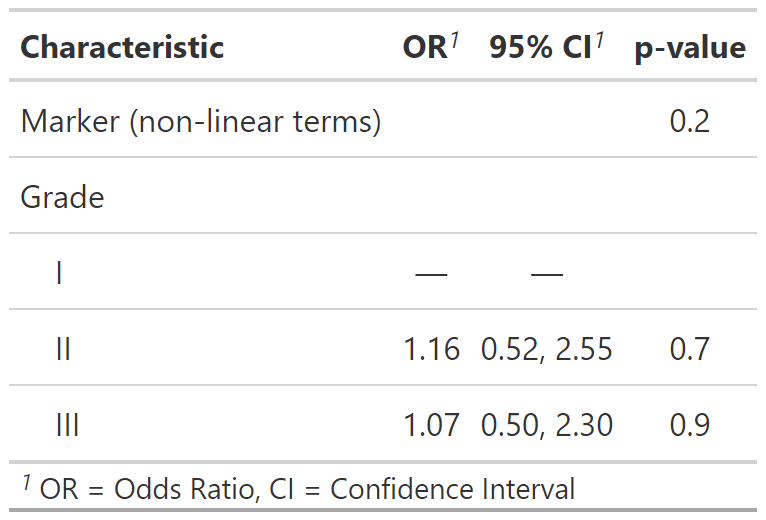 Characteristic OR¹ 95% CI¹ p-value
Marker (non-linear terms) 0.2
Grade
I — —
II 1.16 0.52, 2.55 0.7
III 1.07 0.50, 2.30 0.9
¹ OR = Odds Ratio, CI = Confidence Interval